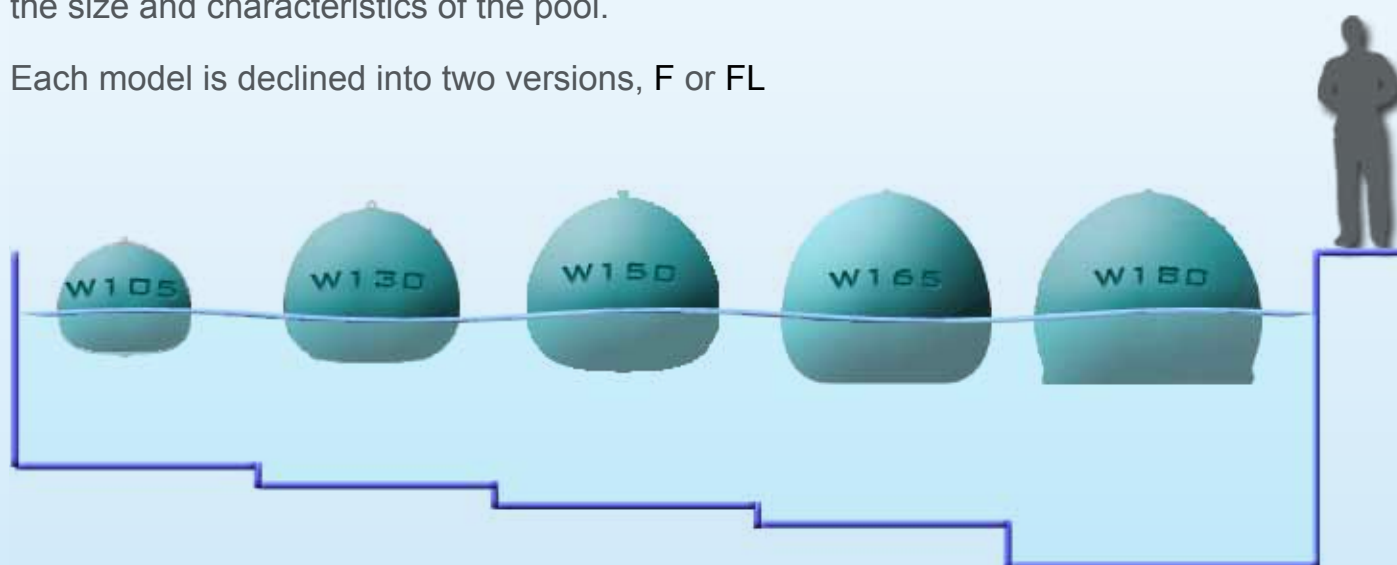 the size and characteristics of the pool.
Each model is declined into two versions, F or FL
W105 W130 W150 W165 W180